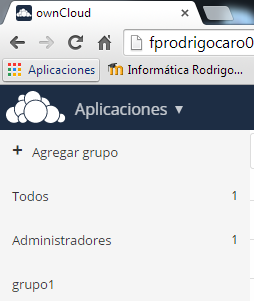 ownCloud
fprodrigocaro0
Aplicaciones
Informática Rodrigo...
Aplicaciones ▼
+ Agregar grupo
Todos 1
Administradores 1
grupo1